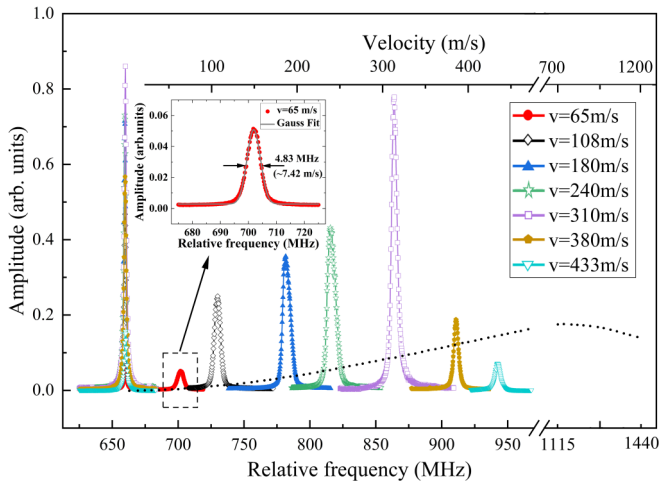 Velocity (m/s)
0 100 200 300 400 700 1200
1.0
0.8
0.6
0.4
0.2
0.0
Amplitude (arb. units)
v=65 m/s
Gauss Fit
0.06
0.04
0.02
0.00
Amplitude (arb.units)
4.83 MHz
(~7.42 m/s)
680 690 700 710 720
Relative frequency (MHz)
v=65m/s
v=108m/s
v=180m/s
v=240m/s
v=310m/s
v=380m/s
v=433m/s
650 700 750 800 850 900 950 1115 1440
Relative frequency (MHz)